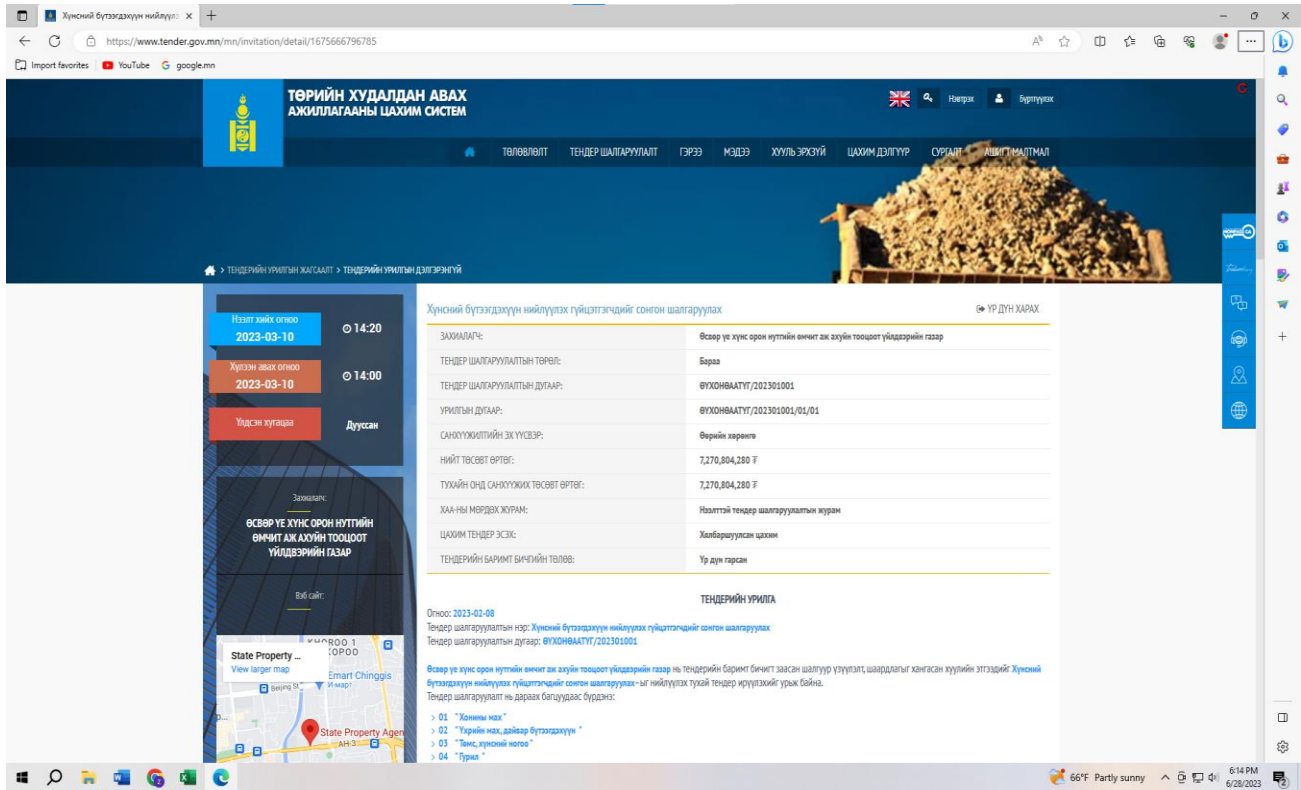 Хүнсний бүтээгдэхүүн нийлүүлэ
https://www.tender.gov.mn/mn/invitation/detail/1675666796785
Import favorites YouTube google.mn
ТӨРИЙН ХУДАЛДАН АВАХ
АЖИЛЛАГААНЫ ЦАХИМ СИСТЕМ
Нэвтрэх Бүртгүүлэх
ТӨЛӨВЛӨЛТ ТЕНДЕР ШАЛГАРУУЛАЛТ ГЭРЭЭ МЭДЭЭ ХУУЛЬ ЭРХЗҮЙ ЦАХИМ ДЭЛГҮҮР СУРГАЛТ АШИГТ МАЛТМАЛ
> ТЕНДЕРИЙН УРИЛГЫН ЖАГСААЛТ > ТЕНДЕРИЙН УРИЛГЫН ДЭЛГЭРЭНГҮЙ
Нээлт хийх огноо
2023-03-10
14:20
Хүлээн авах огноо
2023-03-10
14:00
Үлдсэн хугацаа
Дууссан
Захиалагч:
ӨСВӨР ҮЕ ХҮНС ОРОН НУТГИЙН
ӨМЧИТ АЖ АХУЙН ТООЦООТ
ҮЙЛДВЭРИЙН ГАЗАР
Вэб сайт:
State Property ...
View larger map
KHOROO 1
ХОРОО
Emart Chinggis
И-март
Beijing St
State Property Agen
AH-3
Хүнсний бүтээгдэхүүн нийлүүлэх гүйцэтгэгчдийг сонгон шалгаруулах
ҮР ДҮН ХАРАХ
ЗАХИАЛАГЧ: Өсвөр үе хүнс орон нутгийн өмчит аж ахуйн тооцоот үйлдвэрийн газар
ТЕНДЕР ШАЛГАРУУЛАЛТЫН ТӨРӨЛ: Бараа
ТЕНДЕР ШАЛГАРУУЛАЛТЫН ДУГААР: ӨҮХОНӨААТҮГ/202301001
УРИЛГЫН ДУГААР: ӨҮХОНӨААТҮГ/202301001/01/01
САНХҮҮЖИЛТИЙН ЭХ ҮҮСВЭР: Өөрийн хөрөнгө
НИЙТ ТӨСӨВТ ӨРТӨГ: 7,270,804,280 ₮
ТУХАЙН ОНД САНХҮҮЖИХ ТӨСӨВТ ӨРТӨГ: 7,270,804,280 ₮
ХАА-НЫ МӨРДӨХ ЖУРАМ: Нээлттэй тендер шалгаруулалтын журам
ЦАХИМ ТЕНДЕР ЭСЭХ: Хялбаршуулсан цахим
ТЕНДЕРИЙН БАРИМТ БИЧГИЙН ТӨЛӨВ: Үр дүн гарсан
ТЕНДЕРИЙН УРИЛГА
Огноо: 2023-02-08
Тендер шалгаруулалтын нэр: Хүнсний бүтээгдэхүүн нийлүүлэх гүйцэтгэгчдийг сонгон шалгаруулах
Тендер шалгаруулалтын дугаар: ӨҮХОНӨААТҮГ/202301001
Өсвөр үе хүнс орон нутгийн өмчит аж ахуйн тооцоот үйлдвэрийн газар нь тендерийн баримт бичигт заасан шалгуур үзүүлэлт, шаардлагыг хангасан хуулийн этгээдийг Хүнсний
бүтээгдэхүүн нийлүүлэх гүйцэтгэгчдийг сонгон шалгаруулах-ыг нийлүүлэх тухай тендер ирүүлэхийг урьж байна.
Тендер шалгаруулалт нь дараах багцуудаас бүрдэнэ:
> 01 "Хонины мах"
> 02 "Үхрийн мах, дайвар бүтээгдэхүүн "
> 03 "Төмс, хүнсний ногоо"
> 04 "Гурил "
66°F Partly sunny
6:14 PM
6/28/2023